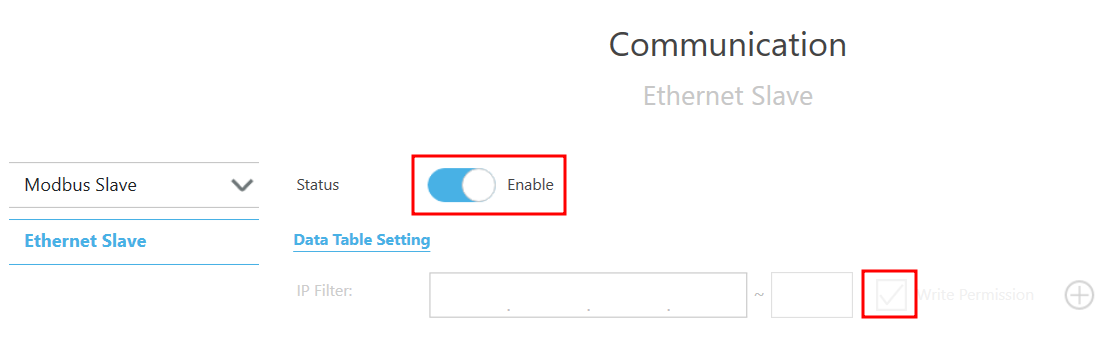 Communication
Ethernet Slave
Modbus Slave
Status
Enable
Ethernet Slave
Data Table Setting
IP Filter:
. . .
~
Write Permission